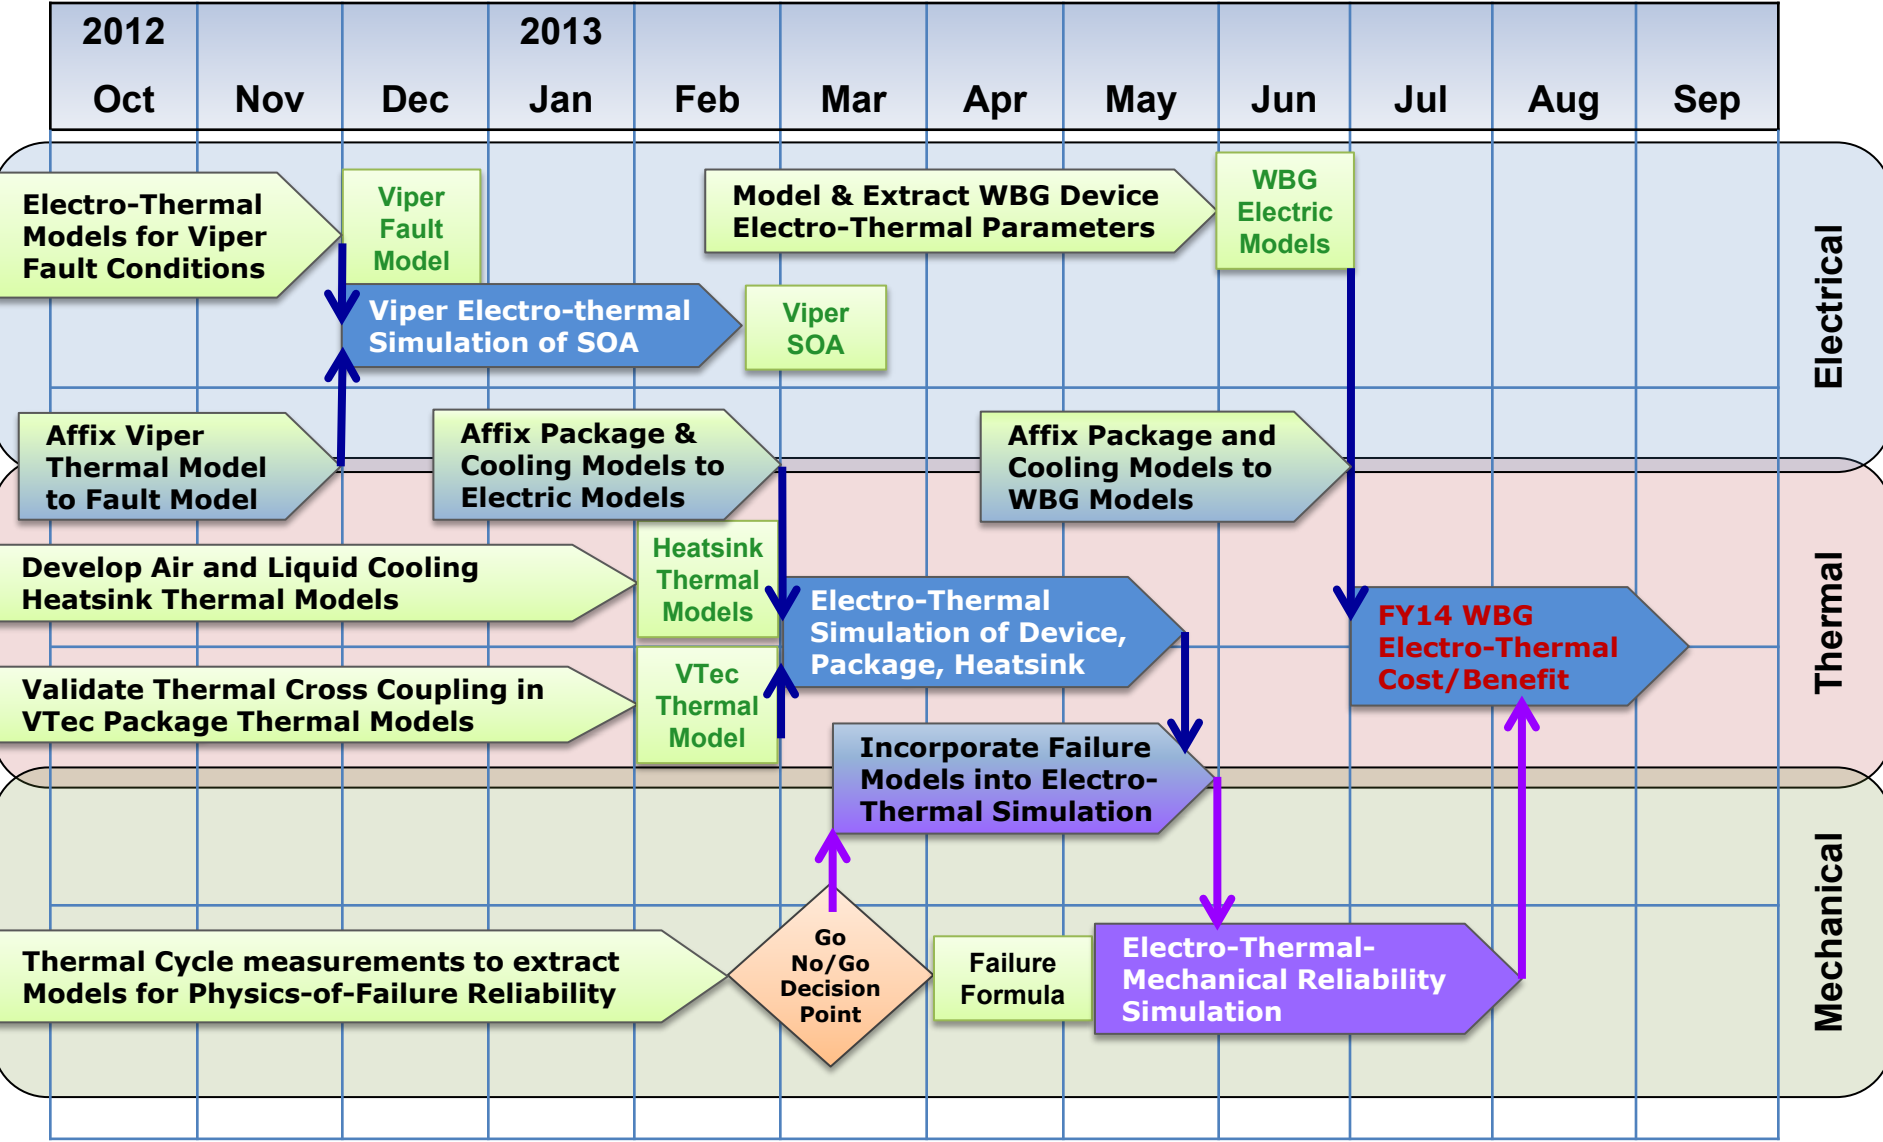 2012
2013
Oct
Nov
Dec
Jan
Feb
Mar
Apr
May
Jun
Jul
Aug
Sep
Electro-Thermal
Models for Viper
Fault Conditions
Viper
Fault
Model
Model & Extract WBG Device
Electro-Thermal Parameters
WBG
Electric
Models
Viper Electro-thermal
Simulation of SOA
Viper
SOA
Electrical
Affix Viper
Thermal Model
to Fault Model
Affix Package &
Cooling Models to
Electric Models
Affix Package and
Cooling Models to
WBG Models
Develop Air and Liquid Cooling
Heatsink Thermal Models
Heatsink
Thermal
Models
Electro-Thermal
Simulation of Device,
Package, Heatsink
FY14 WBG
Electro-Thermal
Cost/Benefit
Thermal
Validate Thermal Cross Coupling in
VTec Package Thermal Models
VTec
Thermal
Model
Incorporate Failure
Models into Electro-
Thermal Simulation
Thermal Cycle measurements to extract
Models for Physics-of-Failure Reliability
Go
No/Go
Decision
Point
Failure
Formula
Electro-Thermal-
Mechanical Reliability
Simulation
Mechanical